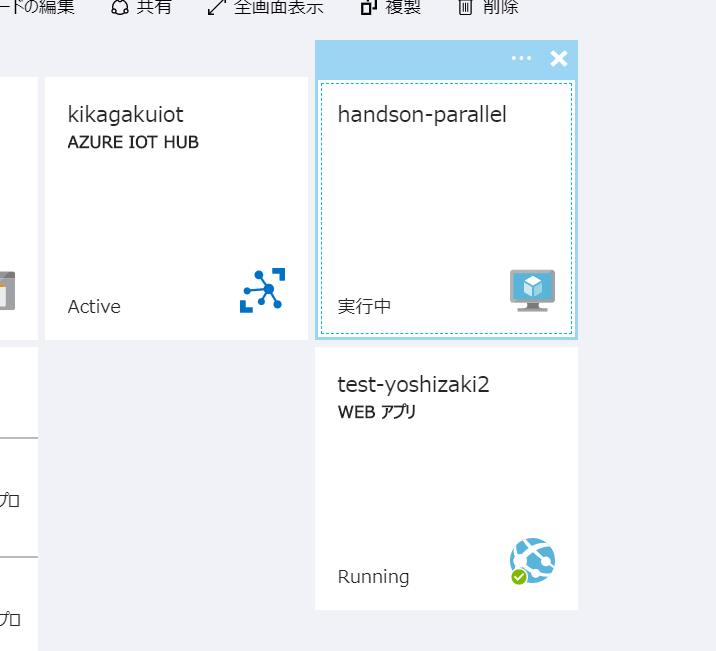 ードの編集 共有 全画面表示 複製 削除
kikagakuiot
AZURE IOT HUB
Active
handson-parallel
実行中
test-yoshizaki2
WEB アプリ
Running
プロ
プロ